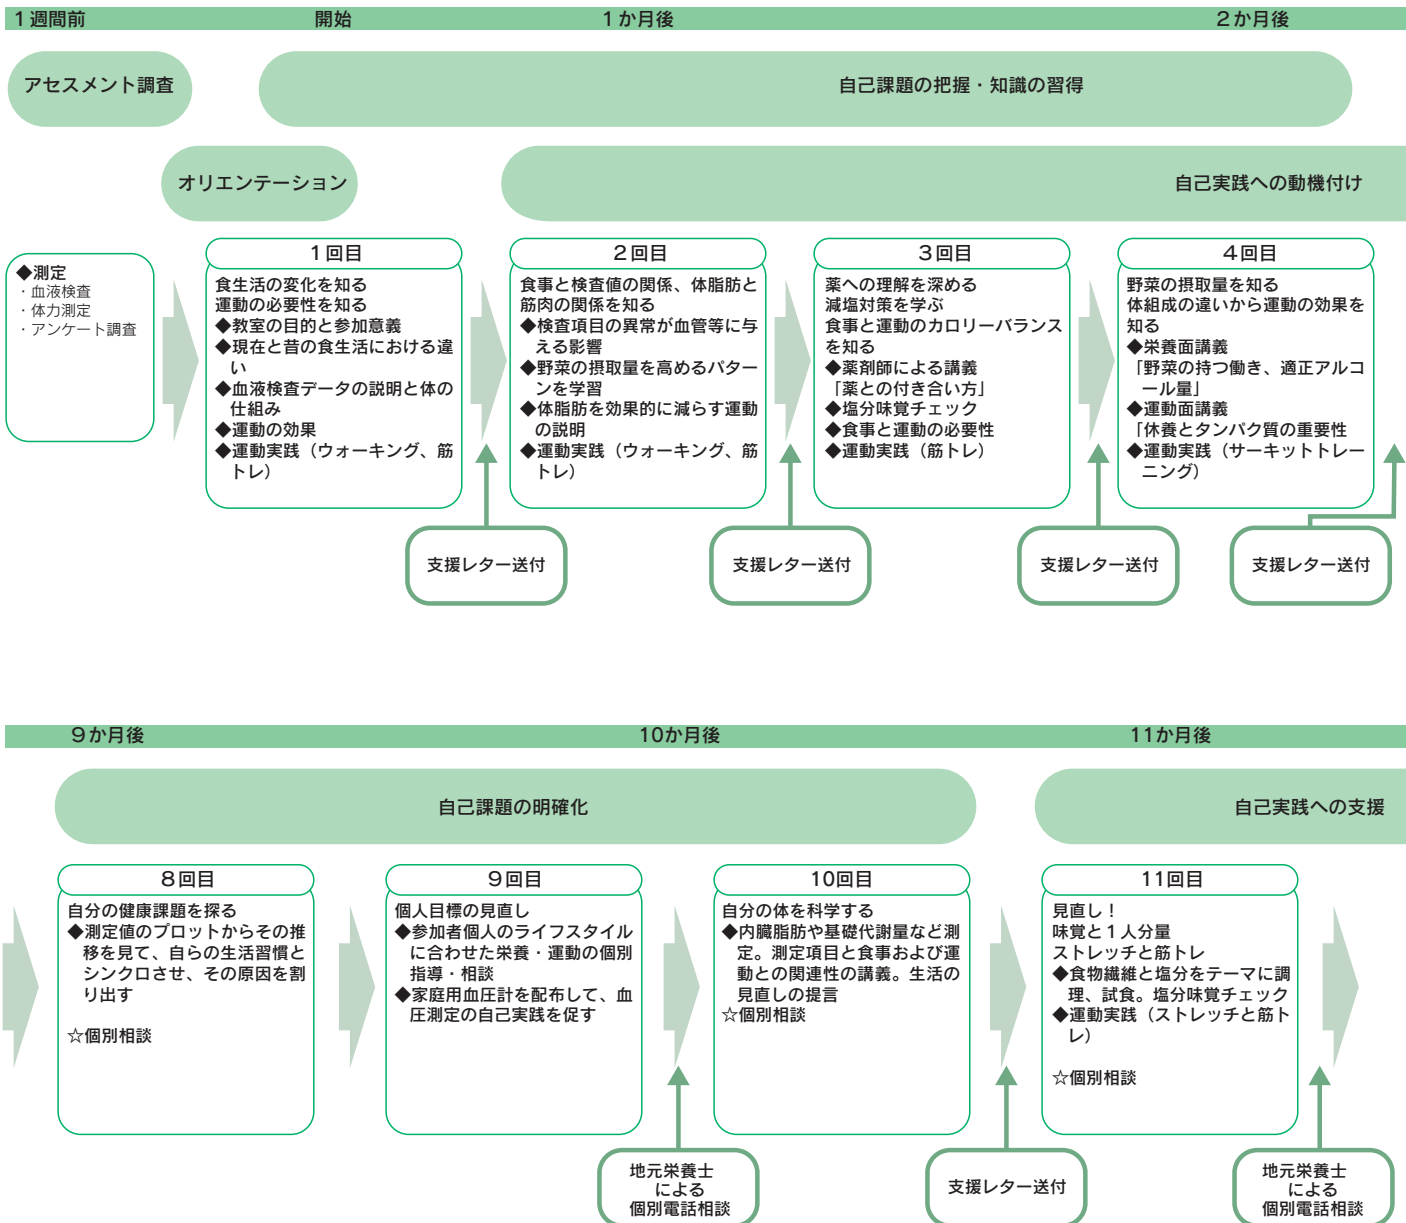 １週間前
開始
１か月後
２か月後
アセスメント調査
自己課題の把握・知識の習得
オリエンテーション
自己実践への動機付け
◆測定
・血液検査
・体力測定
・アンケート調査
１回目
食生活の変化を知る
運動の必要性を知る
◆教室の目的と参加意義
◆現在と昔の食生活における違
い
◆血液検査データの説明と体の
仕組み
◆運動の効果
◆運動実践（ウォーキング、筋
トレ）
２回目
食事と検査値の関係、体脂肪と
筋肉の関係を知る
◆検査項目の異常が血管等に与
える影響
◆野菜の摂取量を高めるパター
ンを学習
◆体脂肪を効果的に減らす運動
の説明
◆運動実践（ウォーキング、筋
トレ）
３回目
薬への理解を深める
減塩対策を学ぶ
食事と運動のカロリーバランス
を知る
◆薬剤師による講義
「薬との付き合い方」
◆塩分味覚チェック
◆食事と運動の必要性
◆運動実践（筋トレ）
４回目
野菜の摂取量を知る
体組成の違いから運動の効果を
知る
◆栄養面講義
「野菜の持つ働き、適正アルコ
ール量」
◆運動面講義
「休養とタンパク質の重要性
◆運動実践（サーキットトレー
ニング）
支援レター送付
支援レター送付
支援レター送付
支援レター送付
９か月後
10か月後
11か月後
自己課題の明確化
自己実践への支援
８回目
自分の健康課題を探る
◆測定値のプロットからその推
移を見て、自らの生活習慣と
シンクロさせ、その原因を割
り出す
☆個別相談
９回目
個人目標の見直し
◆参加者個人のライフスタイル
に合わせた栄養・運動の個別
指導・相談
◆家庭用血圧計を配布して、血
圧測定の自己実践を促す
10回目
自分の体を科学する
◆内臓脂肪や基礎代謝量など測
定。測定項目と食事および運
動との関連性の講義。生活の
見直しの提言
☆個別相談
11回目
見直し！
味覚と１人分量
ストレッチと筋トレ
◆食物繊維と塩分をテーマに調
理、試食。塩分味覚チェック
◆運動実践（ストレッチと筋ト
レ）
☆個別相談
地元栄養士
による
個別電話相談
支援レター送付
地元栄養士
による
個別電話相談